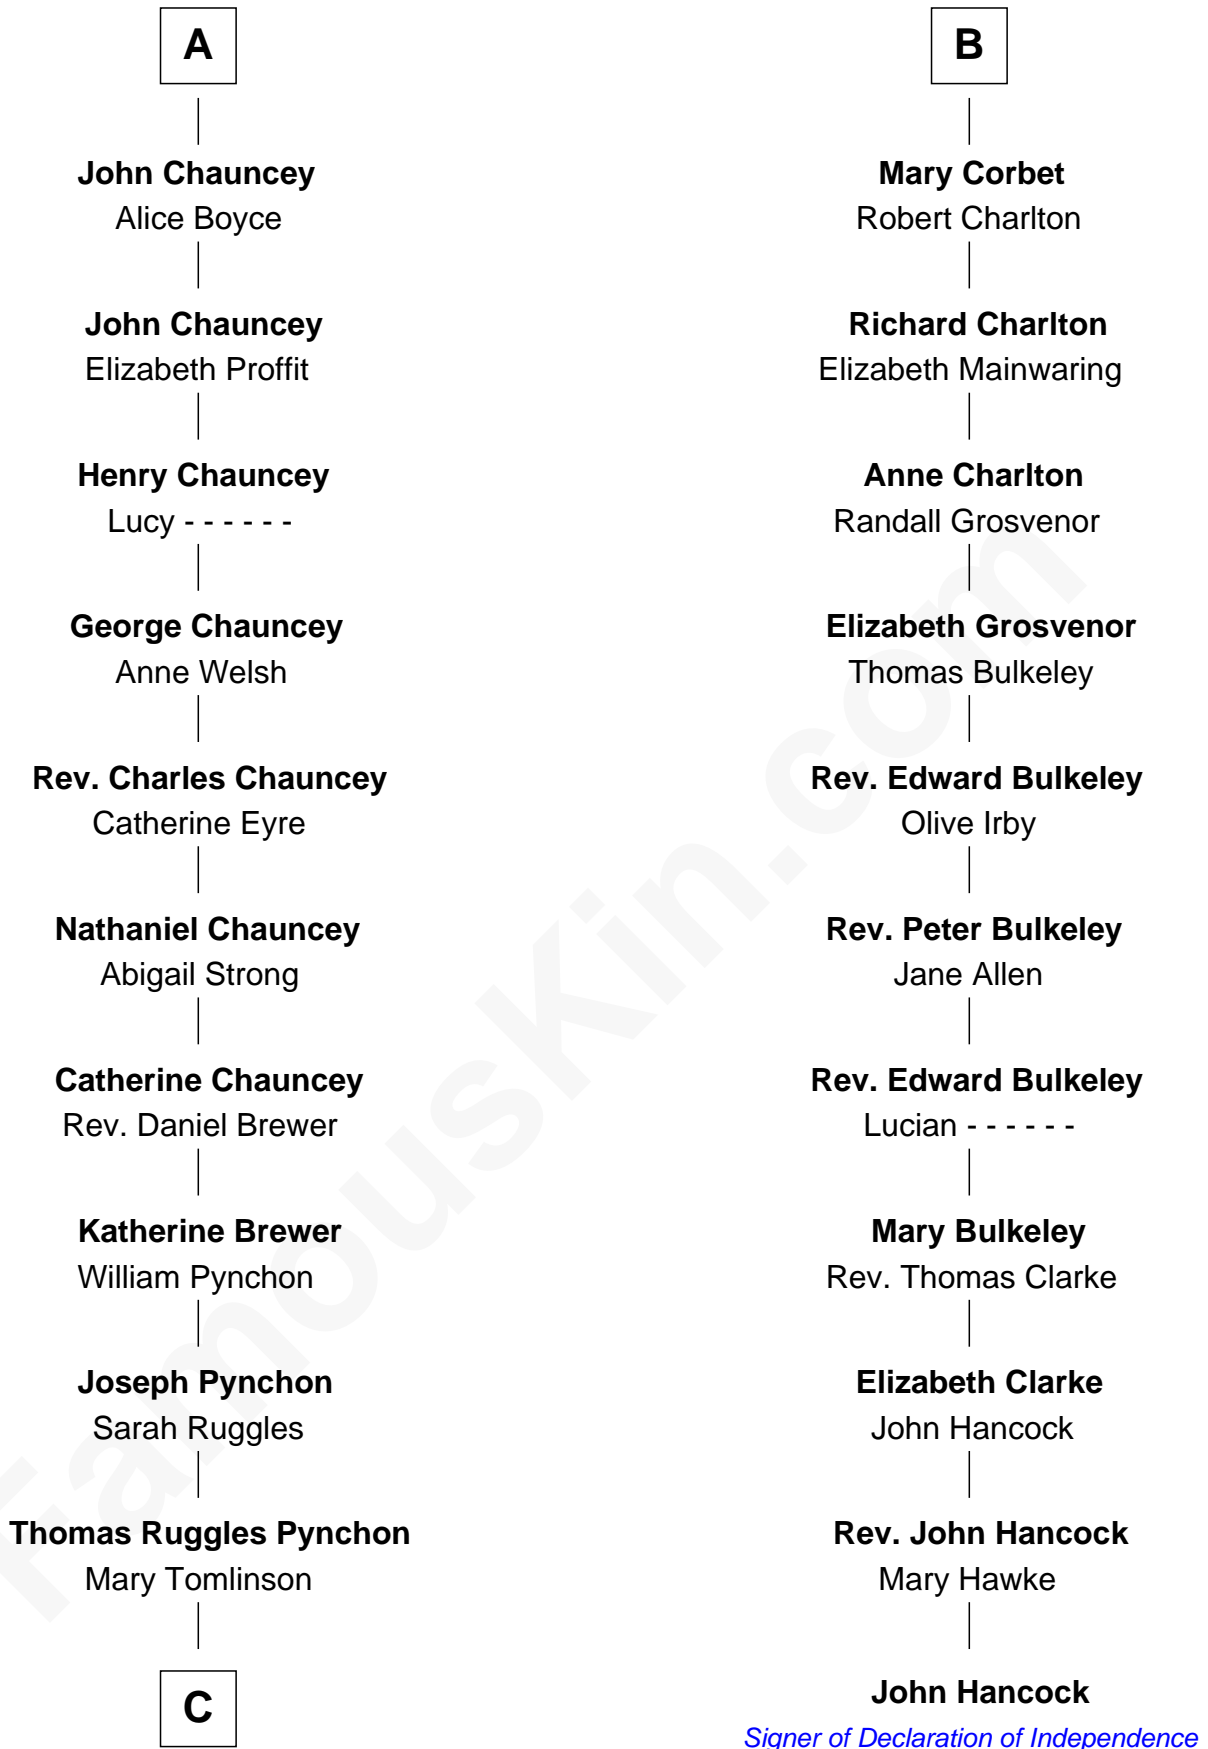 A
John Chauncey
Alice Boyce
John Chauncey
Elizabeth Proffit
Henry Chauncey
Lucy - - - - - -
George Chauncey
Anne Welsh
Rev. Charles Chauncey
Catherine Eyre
Nathaniel Chauncey
Abigail Strong
Catherine Chauncey
Rev. Daniel Brewer
Katherine Brewer
William Pynchon
Joseph Pynchon
Sarah Ruggles
Thomas Ruggles Pynchon
Mary Tomlinson
C
B
Mary Corbet
Robert Charlton
Richard Charlton
Elizabeth Mainwaring
Anne Charlton
Randall Grosvenor
Elizabeth Grosvenor
Thomas Bulkeley
Rev. Edward Bulkeley
Olive Irby
Rev. Peter Bulkeley
Jane Allen
Rev. Edward Bulkeley
Lucian - - - - - -
Mary Bulkeley
Rev. Thomas Clarke
Elizabeth Clarke
John Hancock
Rev. John Hancock
Mary Hawke
John Hancock
Signer of Declaration of Independence
FamousKin.com